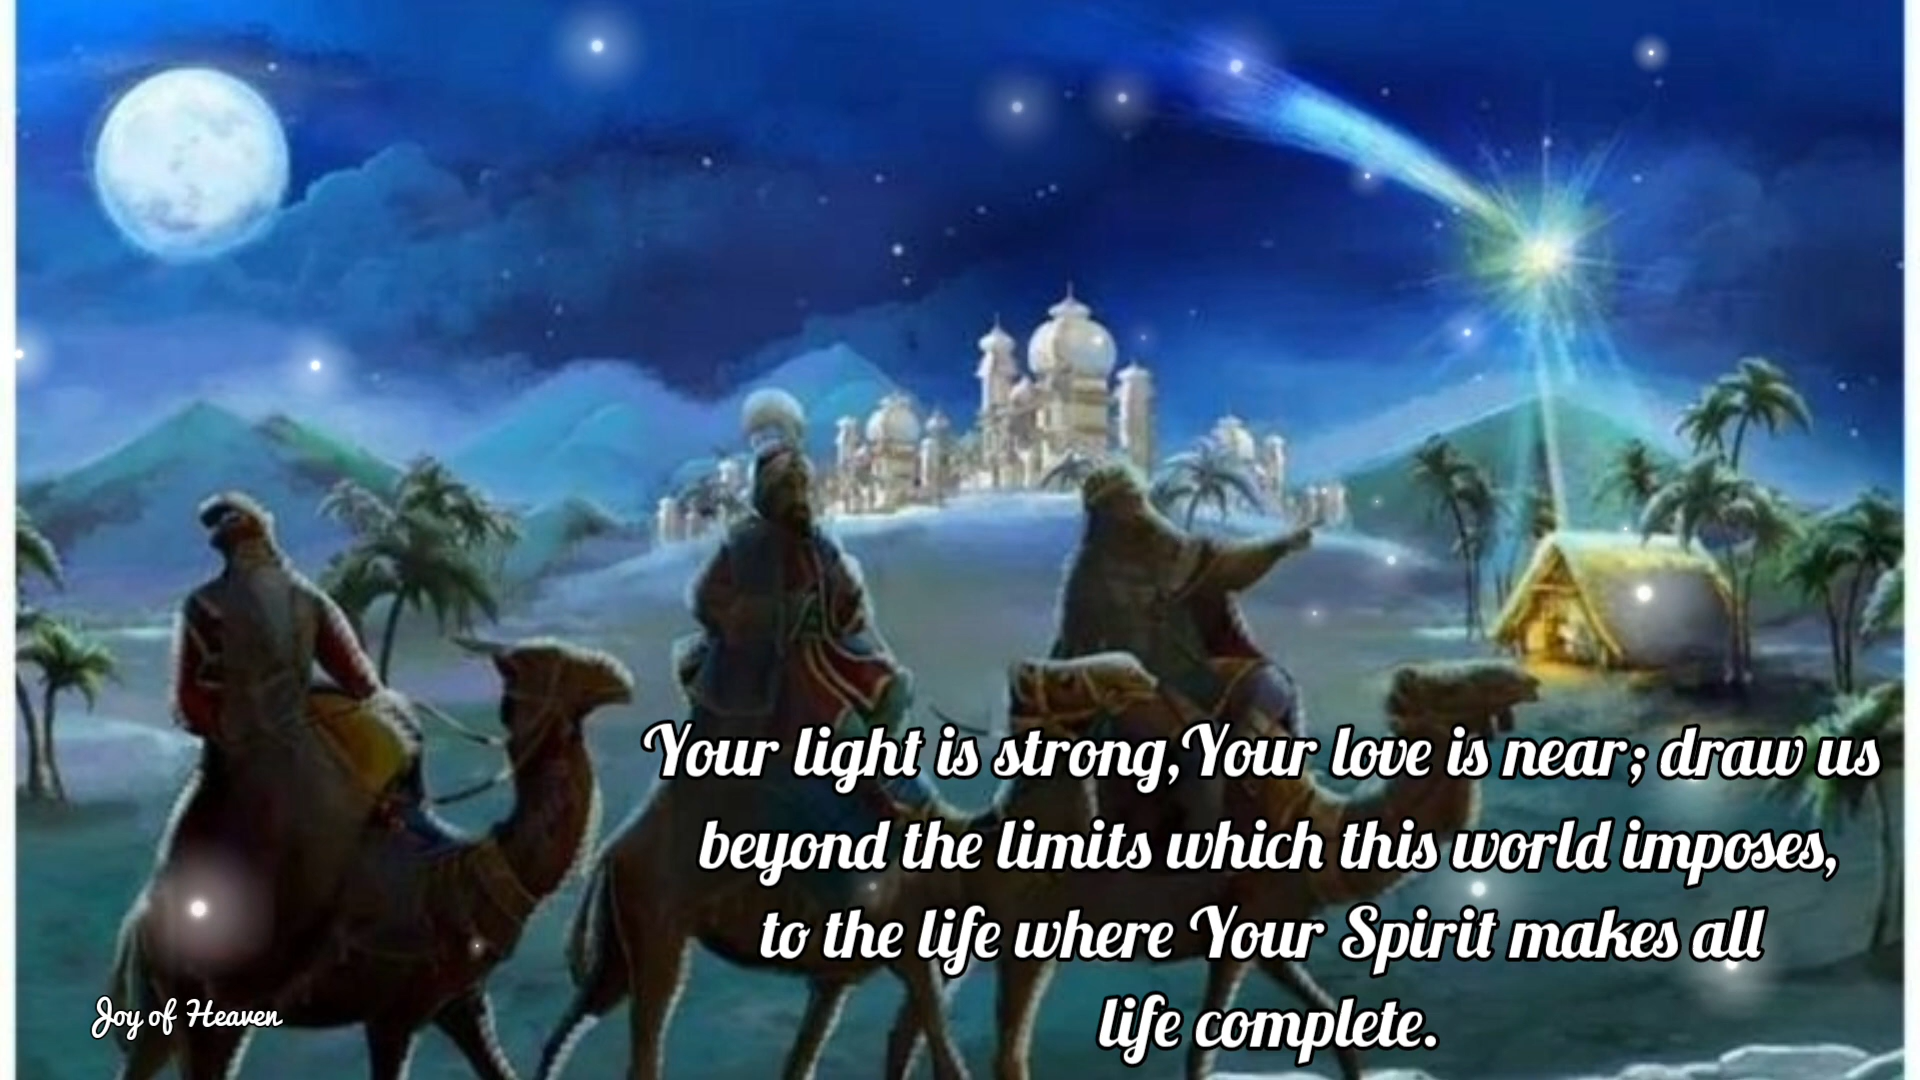 Your light is strong,Your love is near; draw us
beyond the limits which this world imposes,
to the life where Your Spirit makes all
life complete.
Joy of Heaven